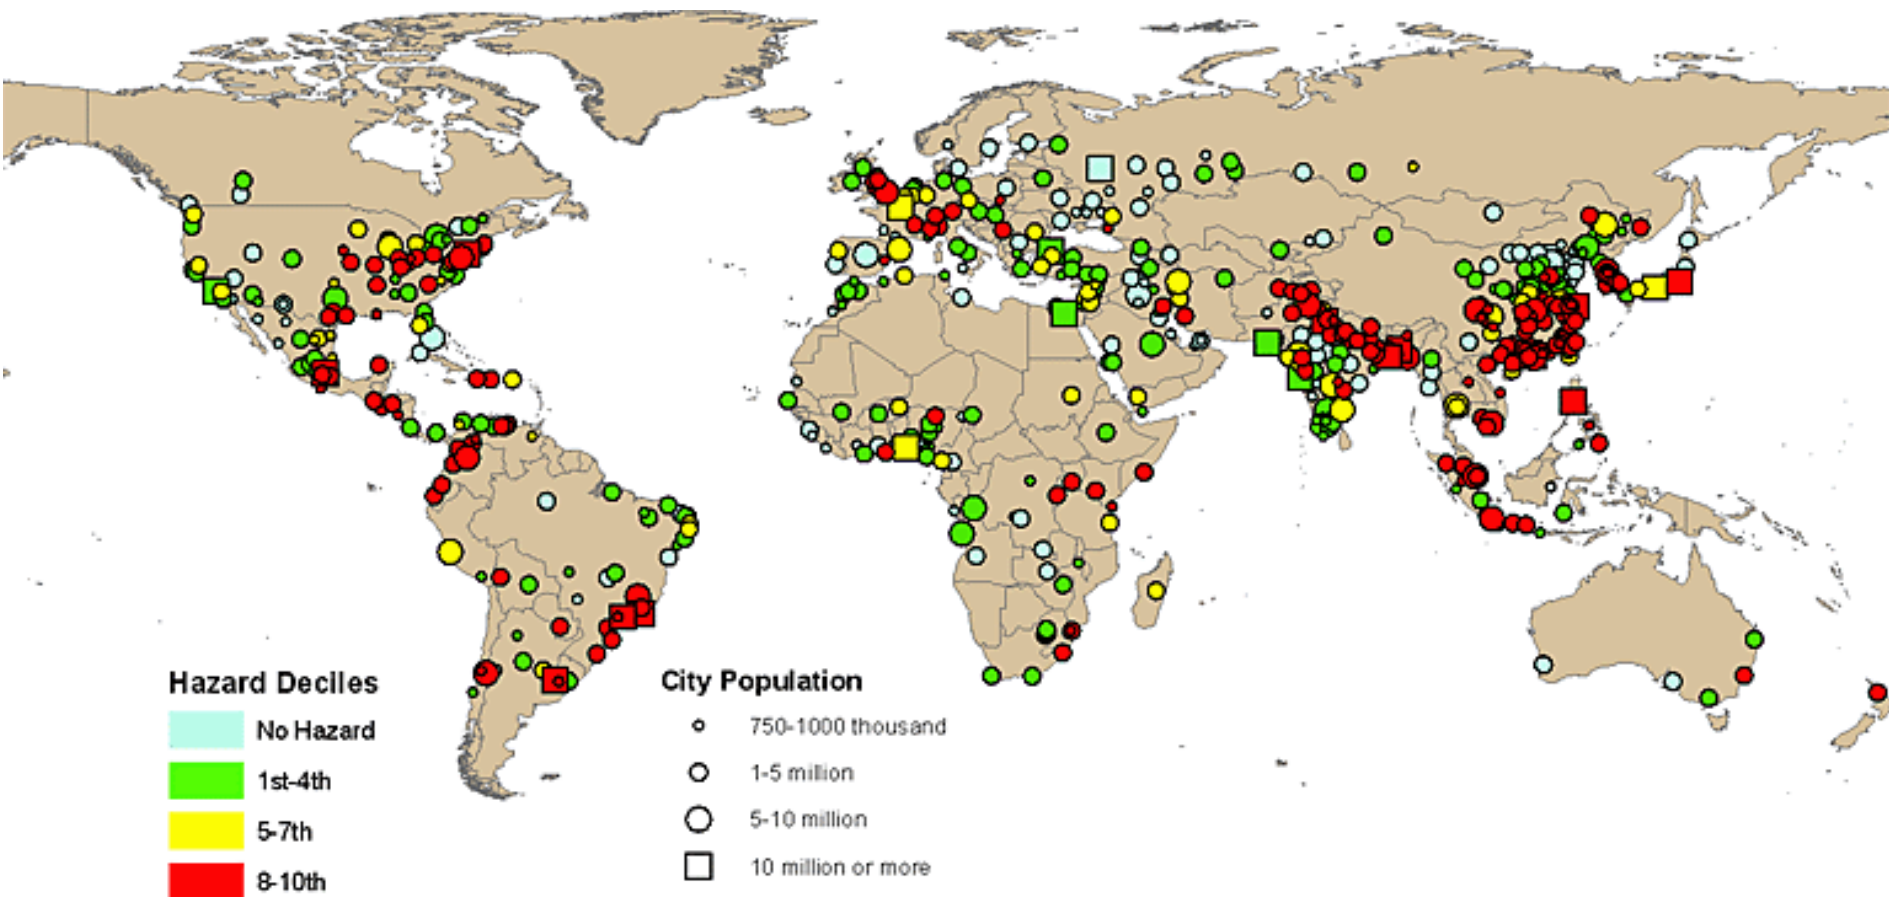 Hazard Deciles
No Hazard
1st-4th
5-7th
8-10th
City Population
750-1000 thousand
1-5 million
5-10 million
10 million or more